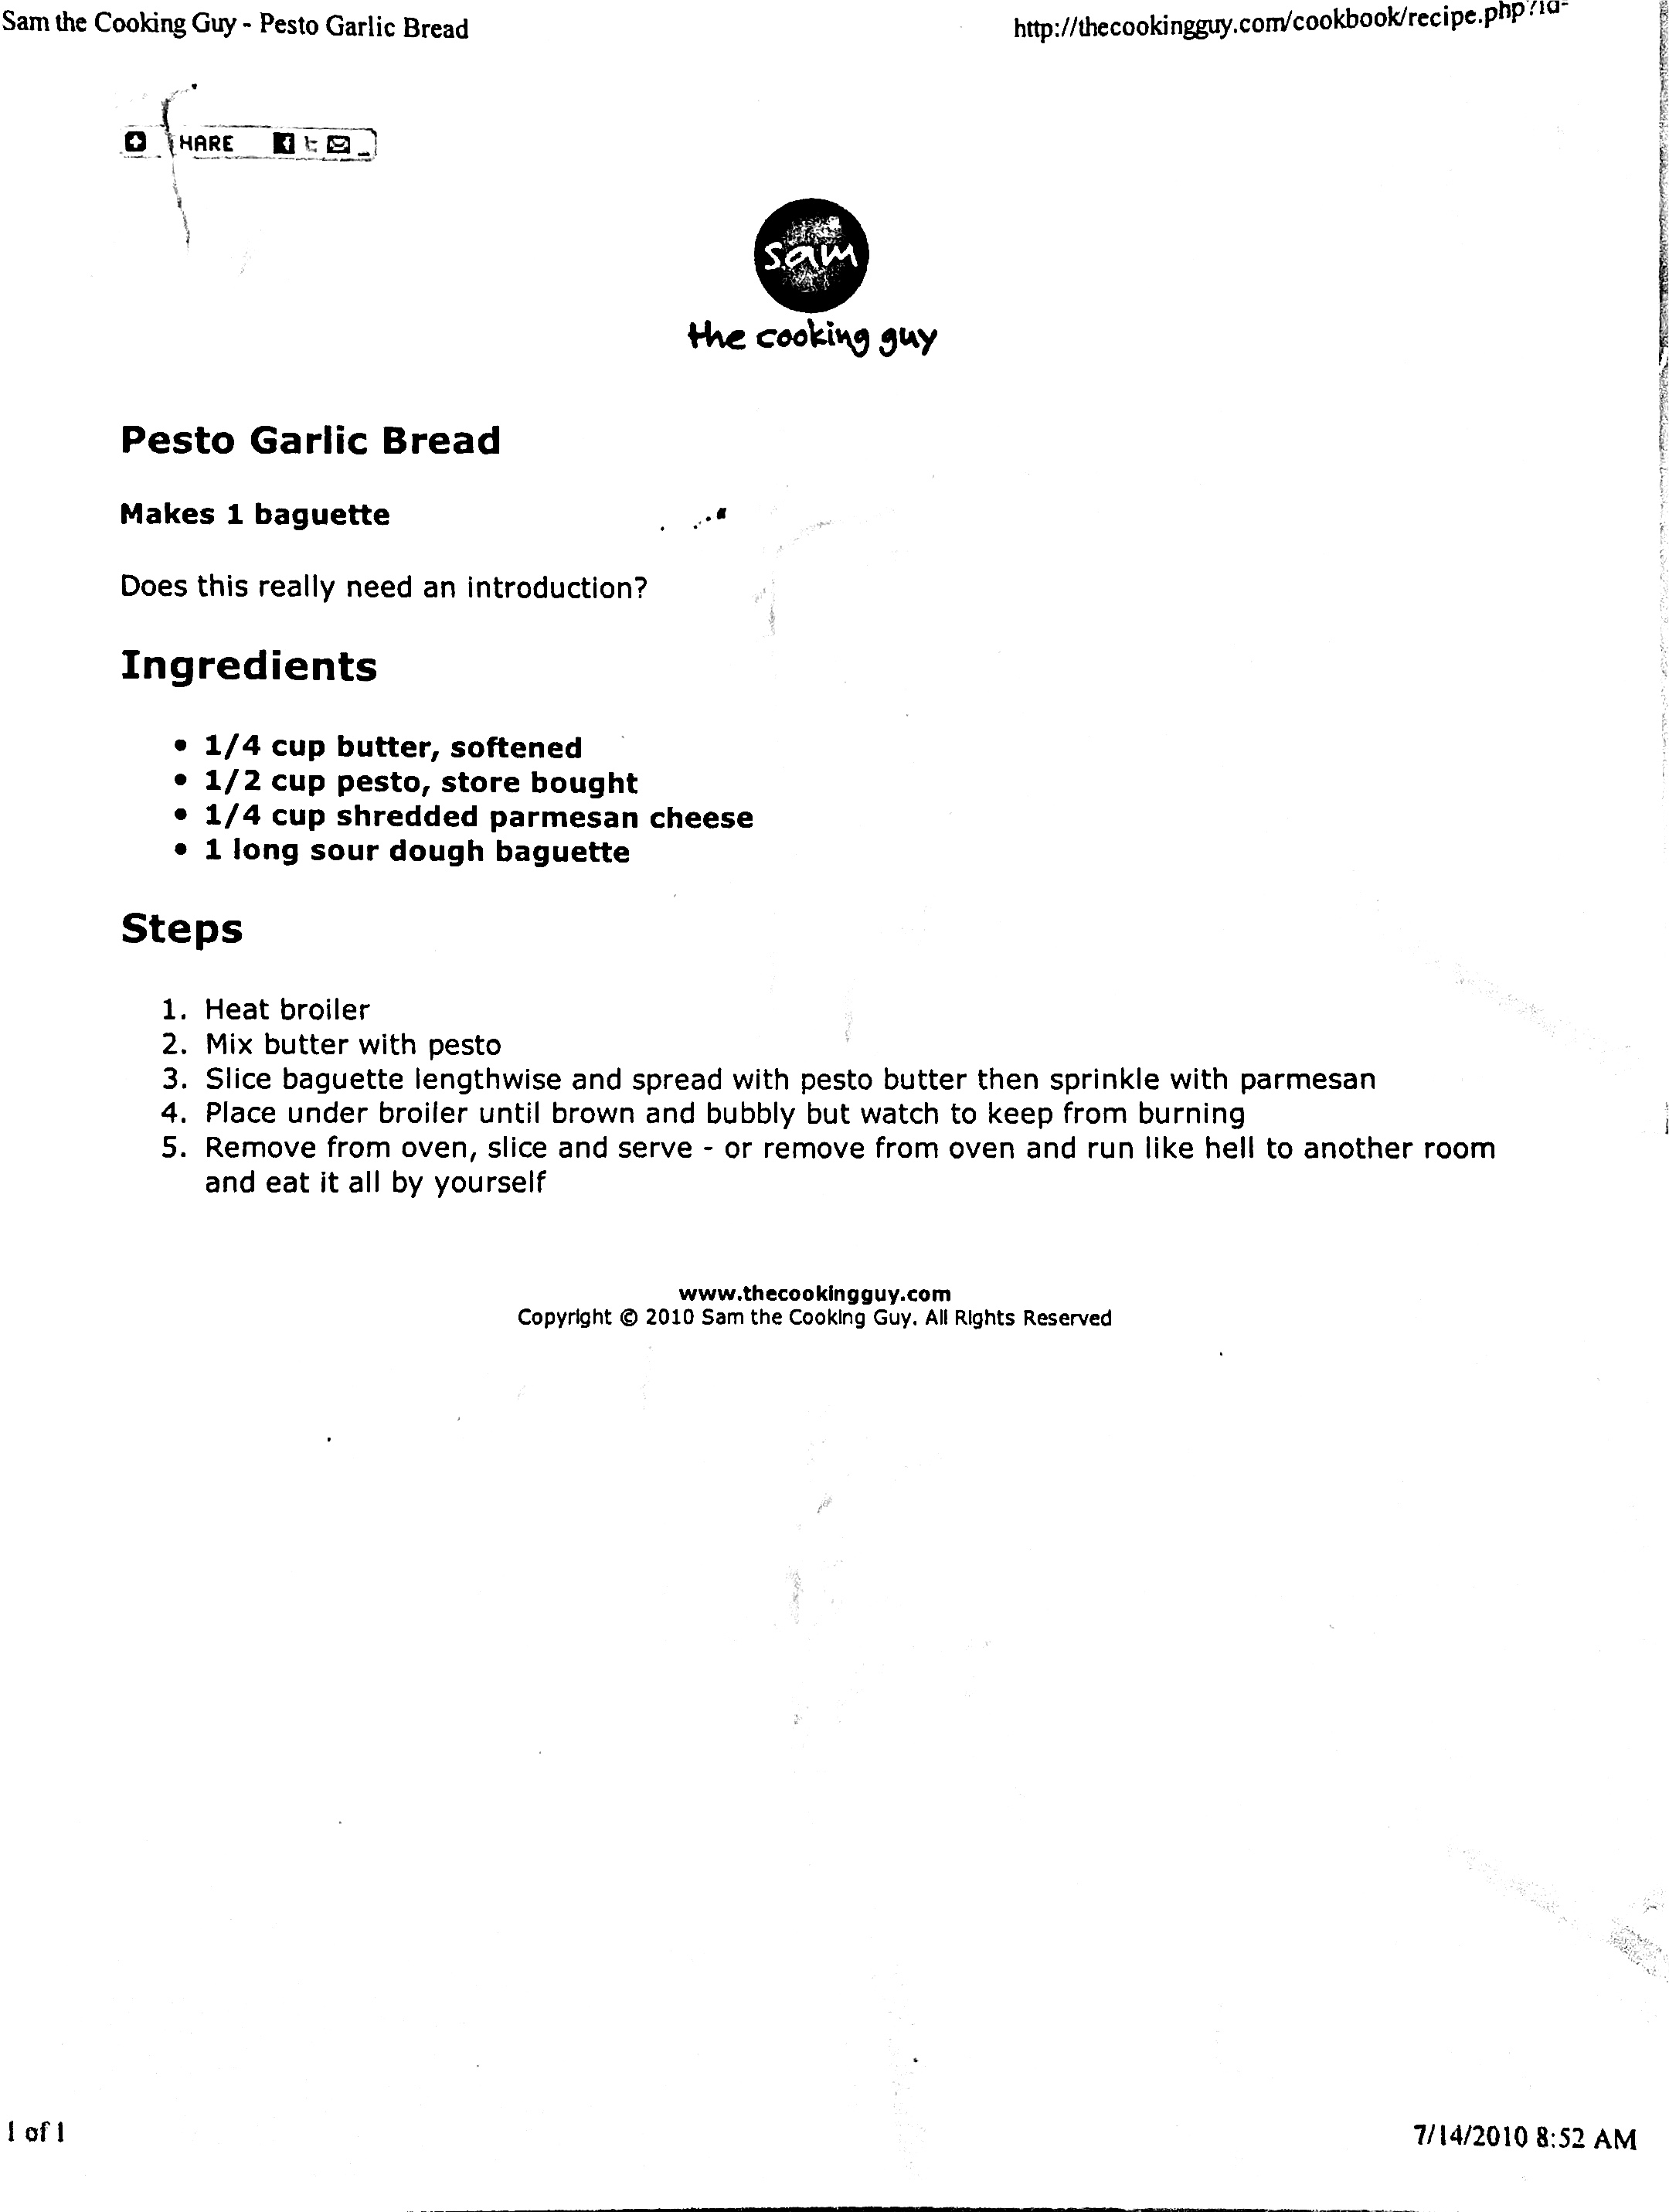 Sam the Cooking Guy - Pesto Garlic Bread
http://thecookingguy.com/cookbook/recipe.php?id=
HARE
sam
the cooking guy
Pesto Garlic Bread
Makes 1 baguette
Does this really need an introduction?
Ingredients
• 1/4 cup butter, softened
• 1/2 cup pesto, store bought
• 1/4 cup shredded parmesan cheese
• 1 long sour dough baguette
Steps
1. Heat broiler
2. Mix butter with pesto
3. Slice baguette lengthwise and spread with pesto butter then sprinkle with parmesan
4. Place under broiler until brown and bubbly but watch to keep from burning
5. Remove from oven, slice and serve - or remove from oven and run like hell to another room
and eat it all by yourself
www.thecookingguy.com
Copyright © 2010 Sam the Cooking Guy. All Rights Reserved
1 of 1
7/14/2010 8:52 AM